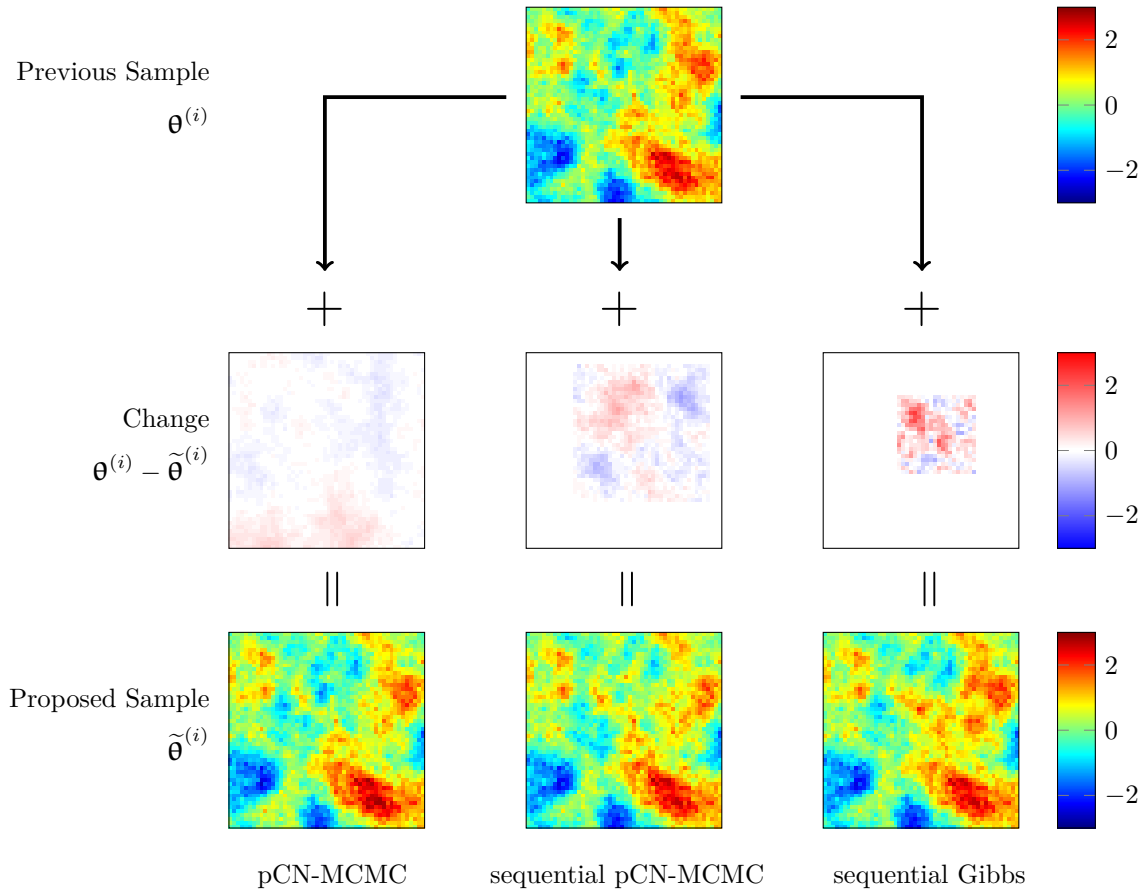 Previous Sample
θ^(i)
2
0
−2
+ + +
Change
θ^(i) − θ̃^(i)
2
0
−2
|| || ||
Proposed Sample
θ̃^(i)
2
0
−2
pCN-MCMC sequential pCN-MCMC sequential Gibbs